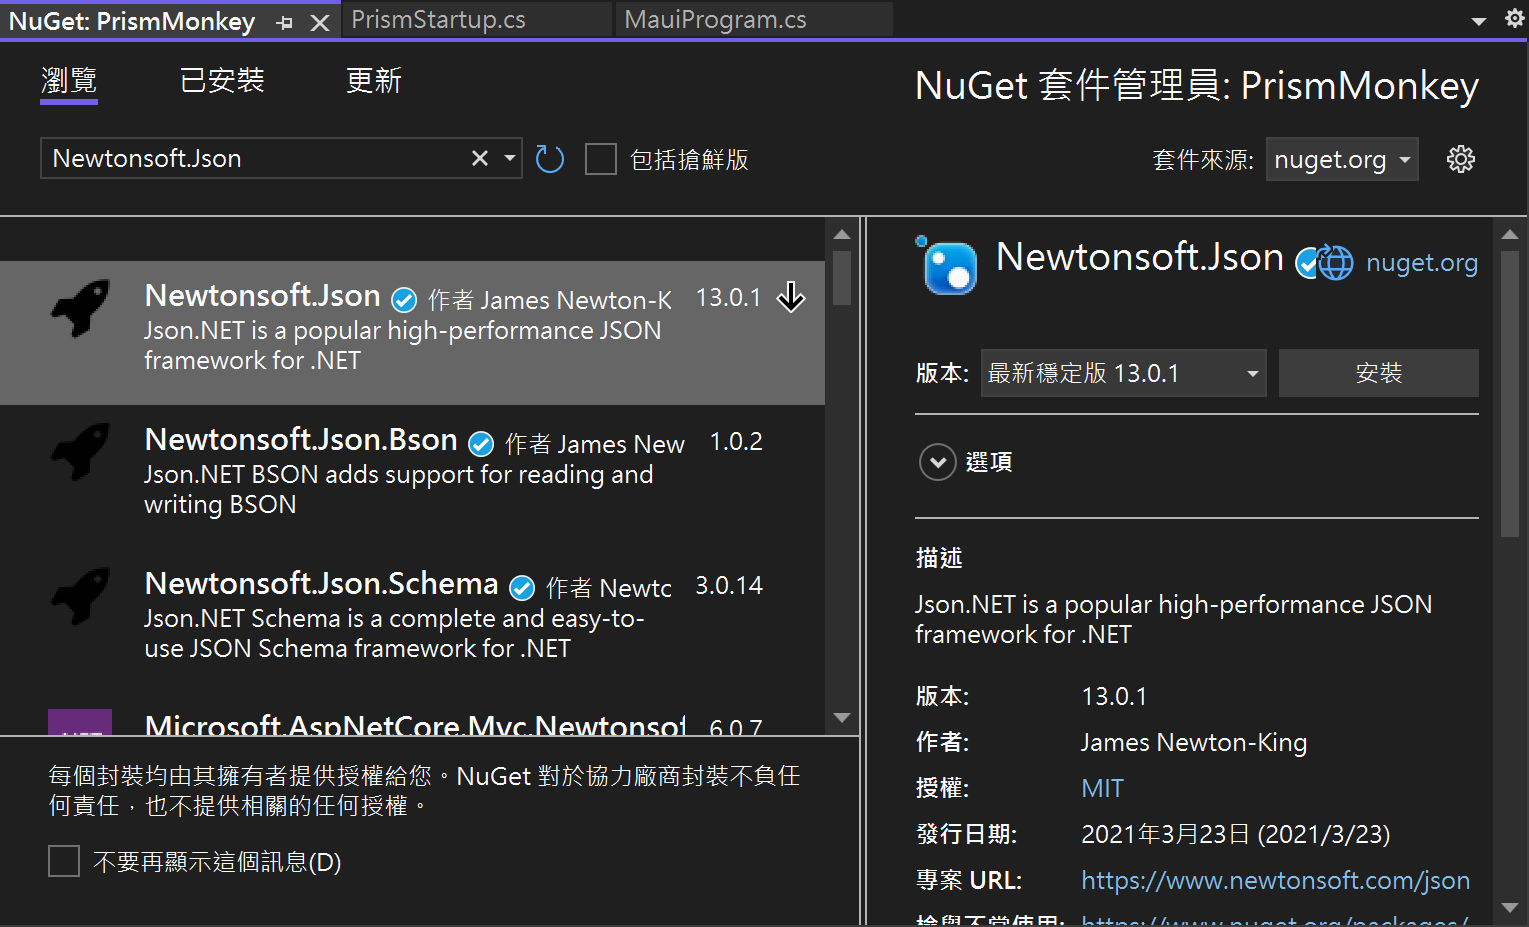 NuGet: PrismMonkey
PrismStartup.cs
MauiProgram.cs
瀏覽
已安裝
更新
NuGet 套件管理員: PrismMonkey
Newtonsoft.Json
包括搶鮮版
套件來源: nuget.org
Newtonsoft.Json 作者 James Newton-K 13.0.1
Json.NET is a popular high-performance JSON
framework for .NET
Newtonsoft.Json.Bson 作者 James New 1.0.2
Json.NET BSON adds support for reading and
writing BSON
Newtonsoft.Json.Schema 作者 Newtc 3.0.14
Json.NET Schema is a complete and easy-to-
use JSON Schema framework for .NET
Microsoft.AspNetCore.Mvc.Newtonsof 6.0.7
每個封裝均由其擁有者提供授權給您。NuGet 對於協力廠商封裝不負任
何責任，也不提供相關的任何授權。
不要再顯示這個訊息(D)
Newtonsoft.Json nuget.org
版本: 最新穩定版 13.0.1 安裝
選項
描述
Json.NET is a popular high-performance JSON
framework for .NET
版本: 13.0.1
作者: James Newton-King
授權: MIT
發行日期: 2021年3月23日 (2021/3/23)
專案 URL: https://www.newtonsoft.com/json
檢舉不當使用: https://www.nuget.org/packages/